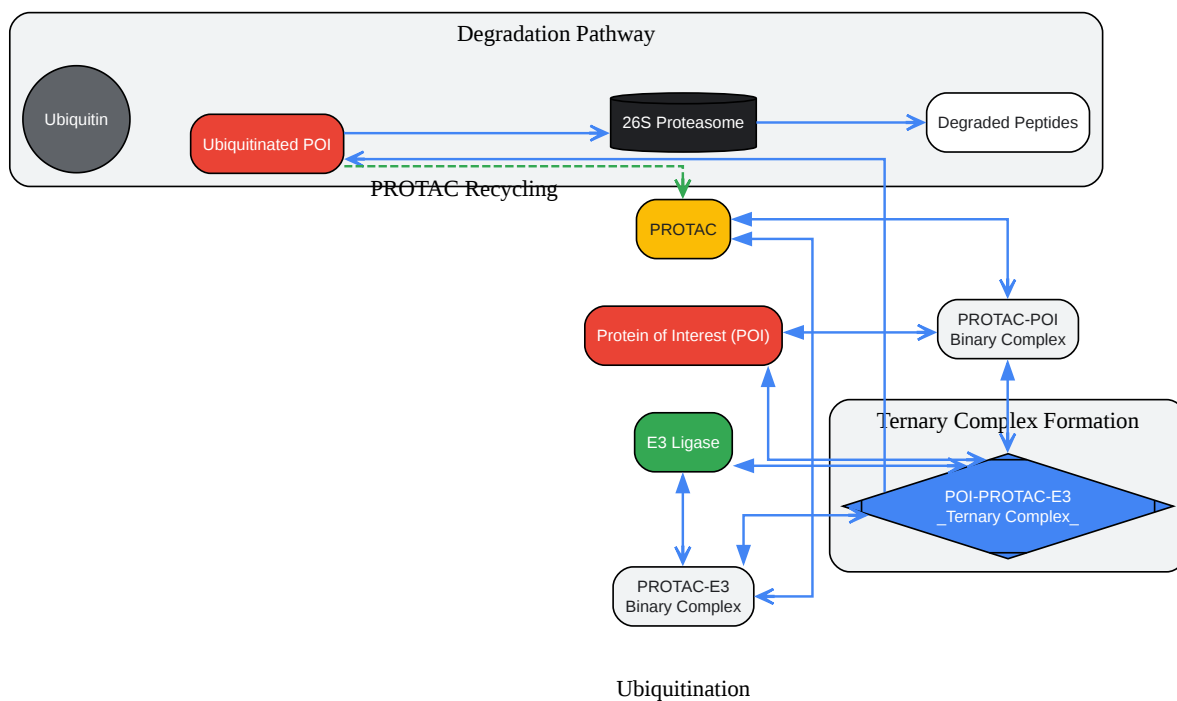 Degradation Pathway
Ubiquitin
Ubiquitinated POI
26S Proteasome
Degraded Peptides
PROTAC Recycling
PROTAC
Protein of Interest (POI)
PROTAC-POI
Binary Complex
Ternary Complex Formation
E3 Ligase
POI-PROTAC-E3
_Ternary Complex_
PROTAC-E3
Binary Complex
Ubiquitination